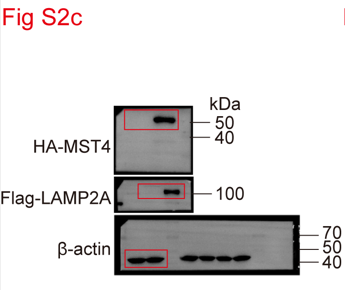 Fig S2c
kDa
50
40
HA-MST4
100
Flag-LAMP2A
70
β-actin
50
40